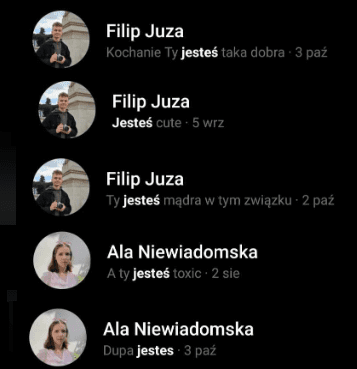 Filip Juza
Kochanie Ty jesteś taka dobra · 3 paź
Filip Juza
Jesteś cute · 5 wrz
Filip Juza
Ty jesteś mądra w tym związku · 2 paź
Ala Niewiadomska
A ty jesteś toxic · 2 sie
Ala Niewiadomska
Dupa jestes · 3 paź